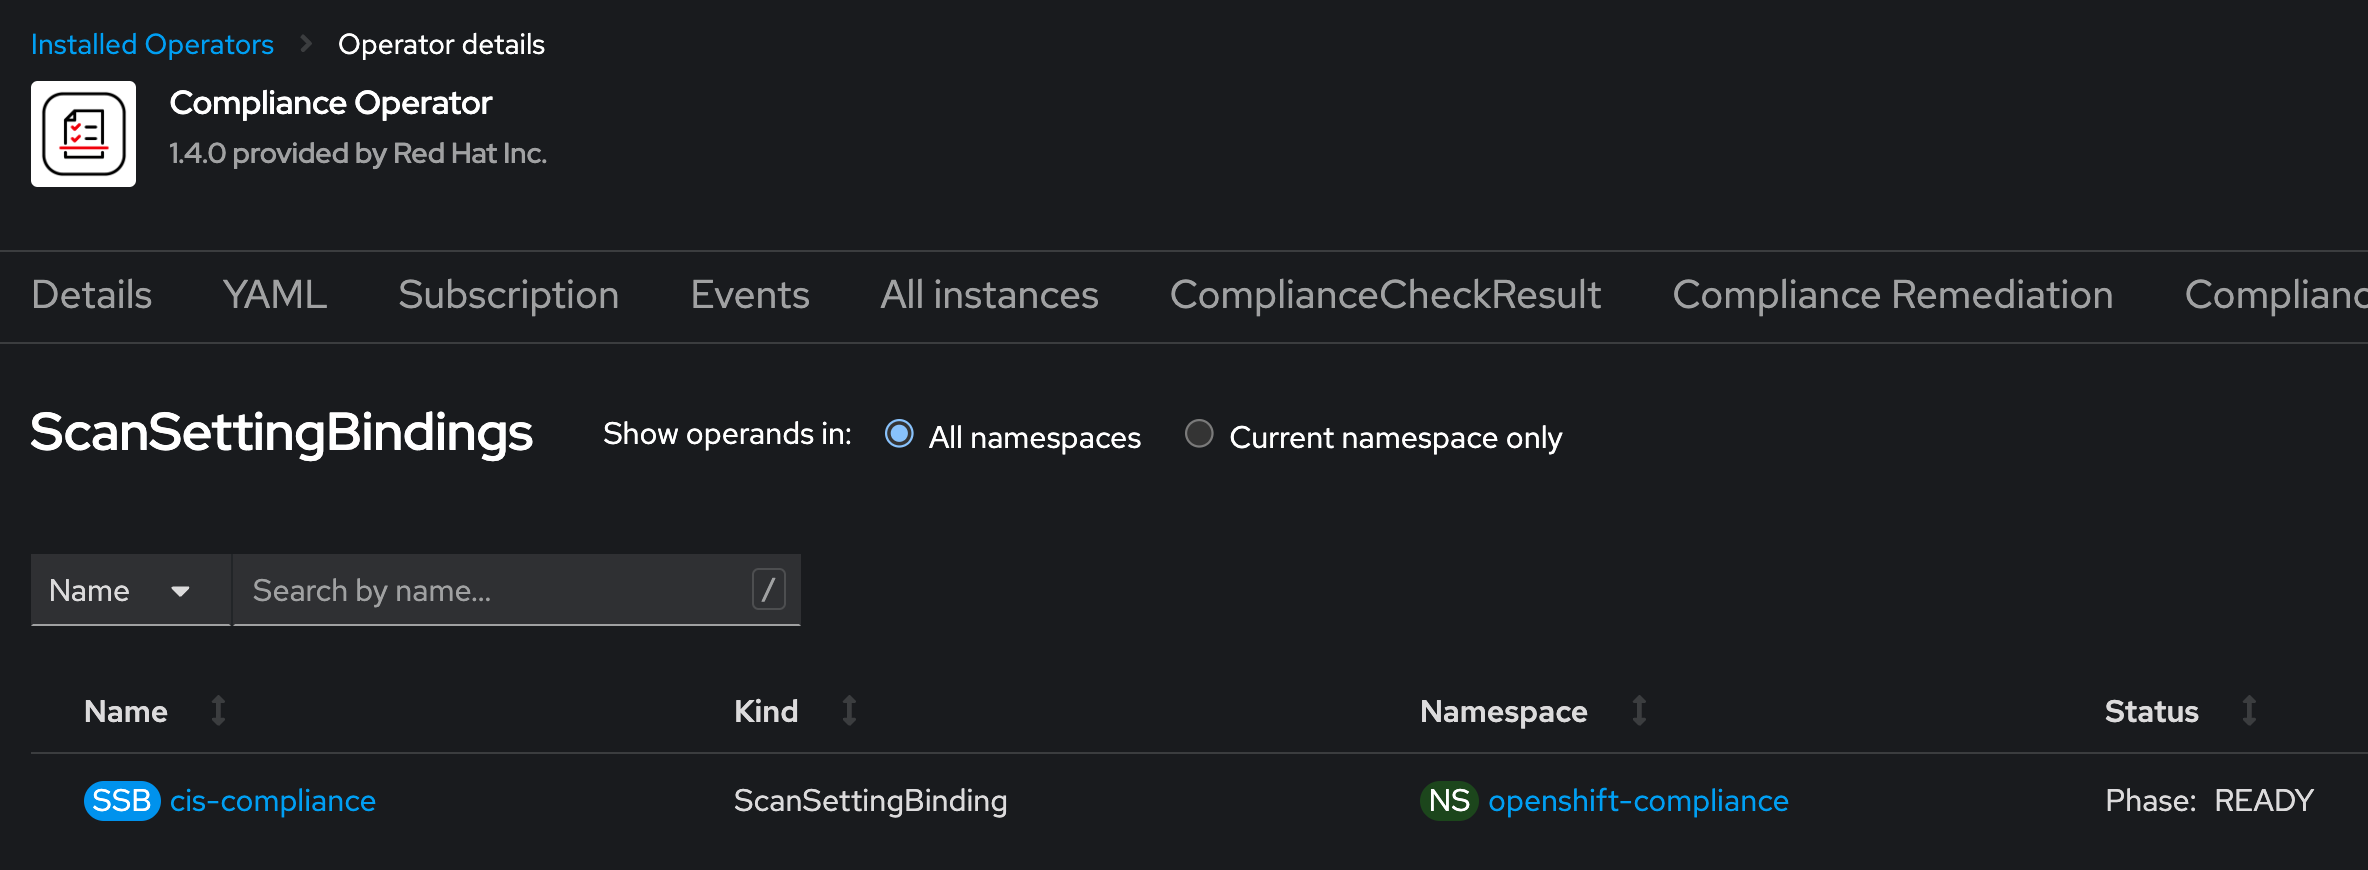 Installed Operators > Operator details
Compliance Operator
1.4.0 provided by Red Hat Inc.
Details YAML Subscription Events All instances ComplianceCheckResult Compliance Remediation Complianc
ScanSettingBindings Show operands in: All namespaces Current namespace only
Name Search by name... /
Name Kind Namespace Status
SSB cis-compliance ScanSettingBinding NS openshift-compliance Phase: READY